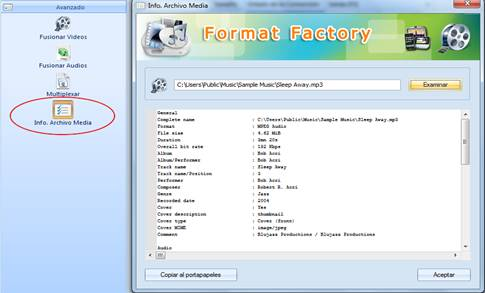 Avanzado
Fusionar Videos
Fusionar Audios
Multiplexar
Info. Archivo Media
Info. Archivo Media
Format Factory
C:\Users\Public\Music\Sample Music\Sleep Away.mp3
Examinar
General
Complete name : C:\Users\Public\Music\Sample Music\Sleep Away.mp3
Format : MPEG Audio
File size : 4.62 MiB
Duration : 3mn 20s
Overall bit rate : 192 Kbps
Album : Bob Acri
Album/Performer : Bob Acri
Track name : Sleep Away
Track name/Position : 3
Performer : Bob Acri
Composer : Robert R. Acri
Genre : Jazz
Recorded date : 2004
Cover : Yes
Cover description : thumbnail
Cover type : Cover (front)
Cover MIME : image/jpeg
Comment : Blujazz Productions / Blujazz Productions
Audio
Copiar al portapapeles
Aceptar